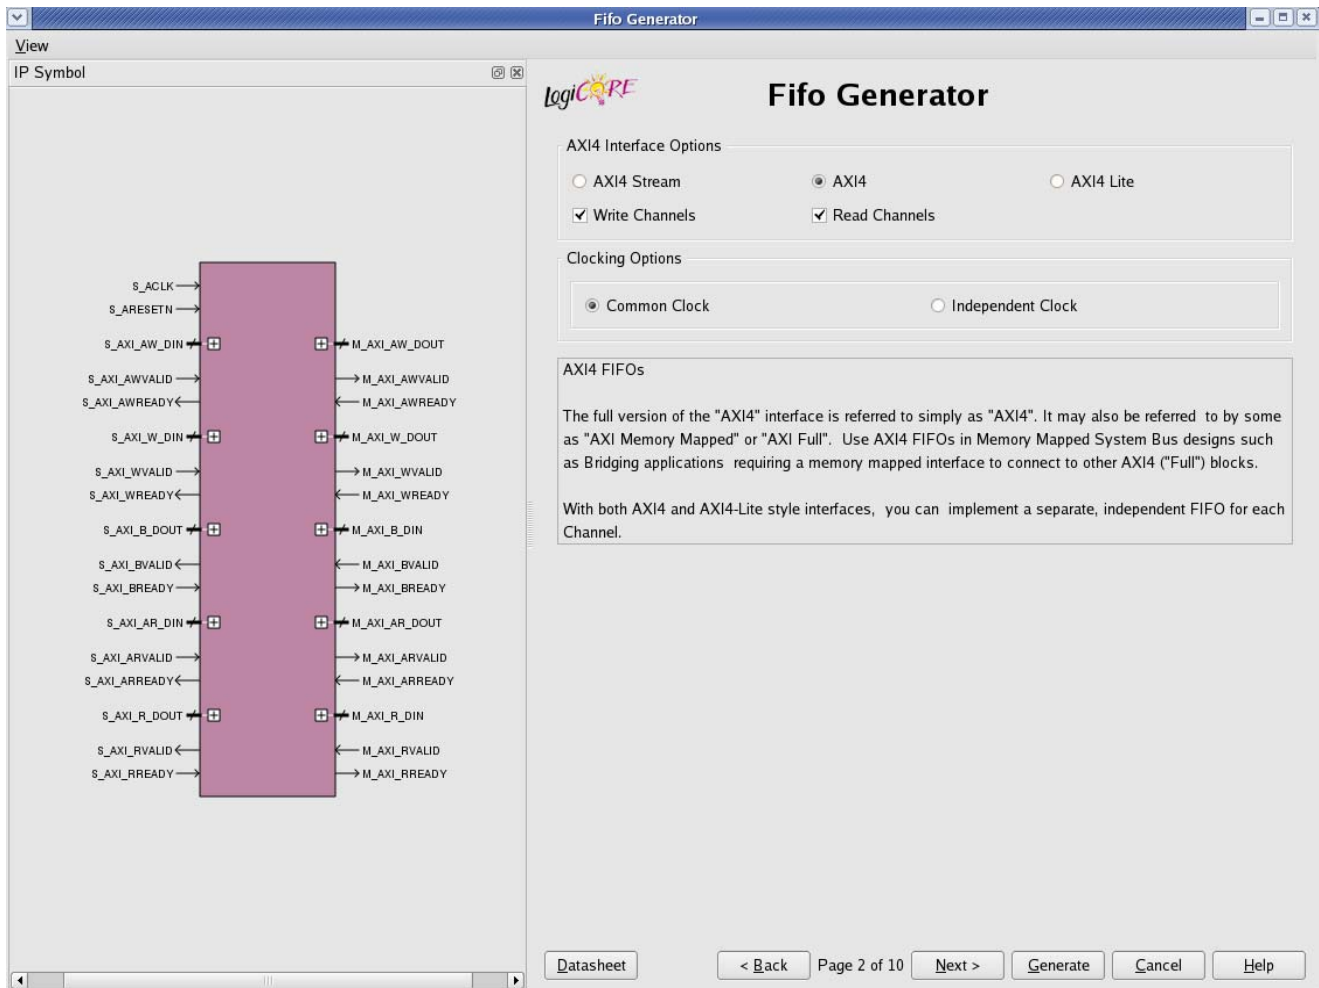 Fifo Generator
View
IP Symbol
S_ACLK
S_ARESETN
S_AXI_AW_DIN
M_AXI_AW_DOUT
S_AXI_AWVALID
M_AXI_AWVALID
S_AXI_AWREADY
M_AXI_AWREADY
S_AXI_W_DIN
M_AXI_W_DOUT
S_AXI_WVALID
M_AXI_WVALID
S_AXI_WREADY
M_AXI_WREADY
S_AXI_B_DOUT
M_AXI_B_DIN
S_AXI_BVALID
M_AXI_BVALID
S_AXI_BREADY
M_AXI_BREADY
S_AXI_AR_DIN
M_AXI_AR_DOUT
S_AXI_ARVALID
M_AXI_ARVALID
S_AXI_ARREADY
M_AXI_ARREADY
S_AXI_R_DOUT
M_AXI_R_DIN
S_AXI_RVALID
M_AXI_RVALID
S_AXI_RREADY
M_AXI_RREADY
LogiCORE
Fifo Generator
AXI4 Interface Options
AXI4 Stream AXI4 AXI4 Lite
Write Channels Read Channels
Clocking Options
Common Clock Independent Clock
AXI4 FIFOs
The full version of the "AXI4" interface is referred to simply as "AXI4". It may also be referred to by some
as "AXI Memory Mapped" or "AXI Full". Use AXI4 FIFOs in Memory Mapped System Bus designs such
as Bridging applications requiring a memory mapped interface to connect to other AXI4 ("Full") blocks.
With both AXI4 and AXI4-Lite style interfaces, you can implement a separate, independent FIFO for each
Channel.
Datasheet < Back Page 2 of 10 Next > Generate Cancel Help